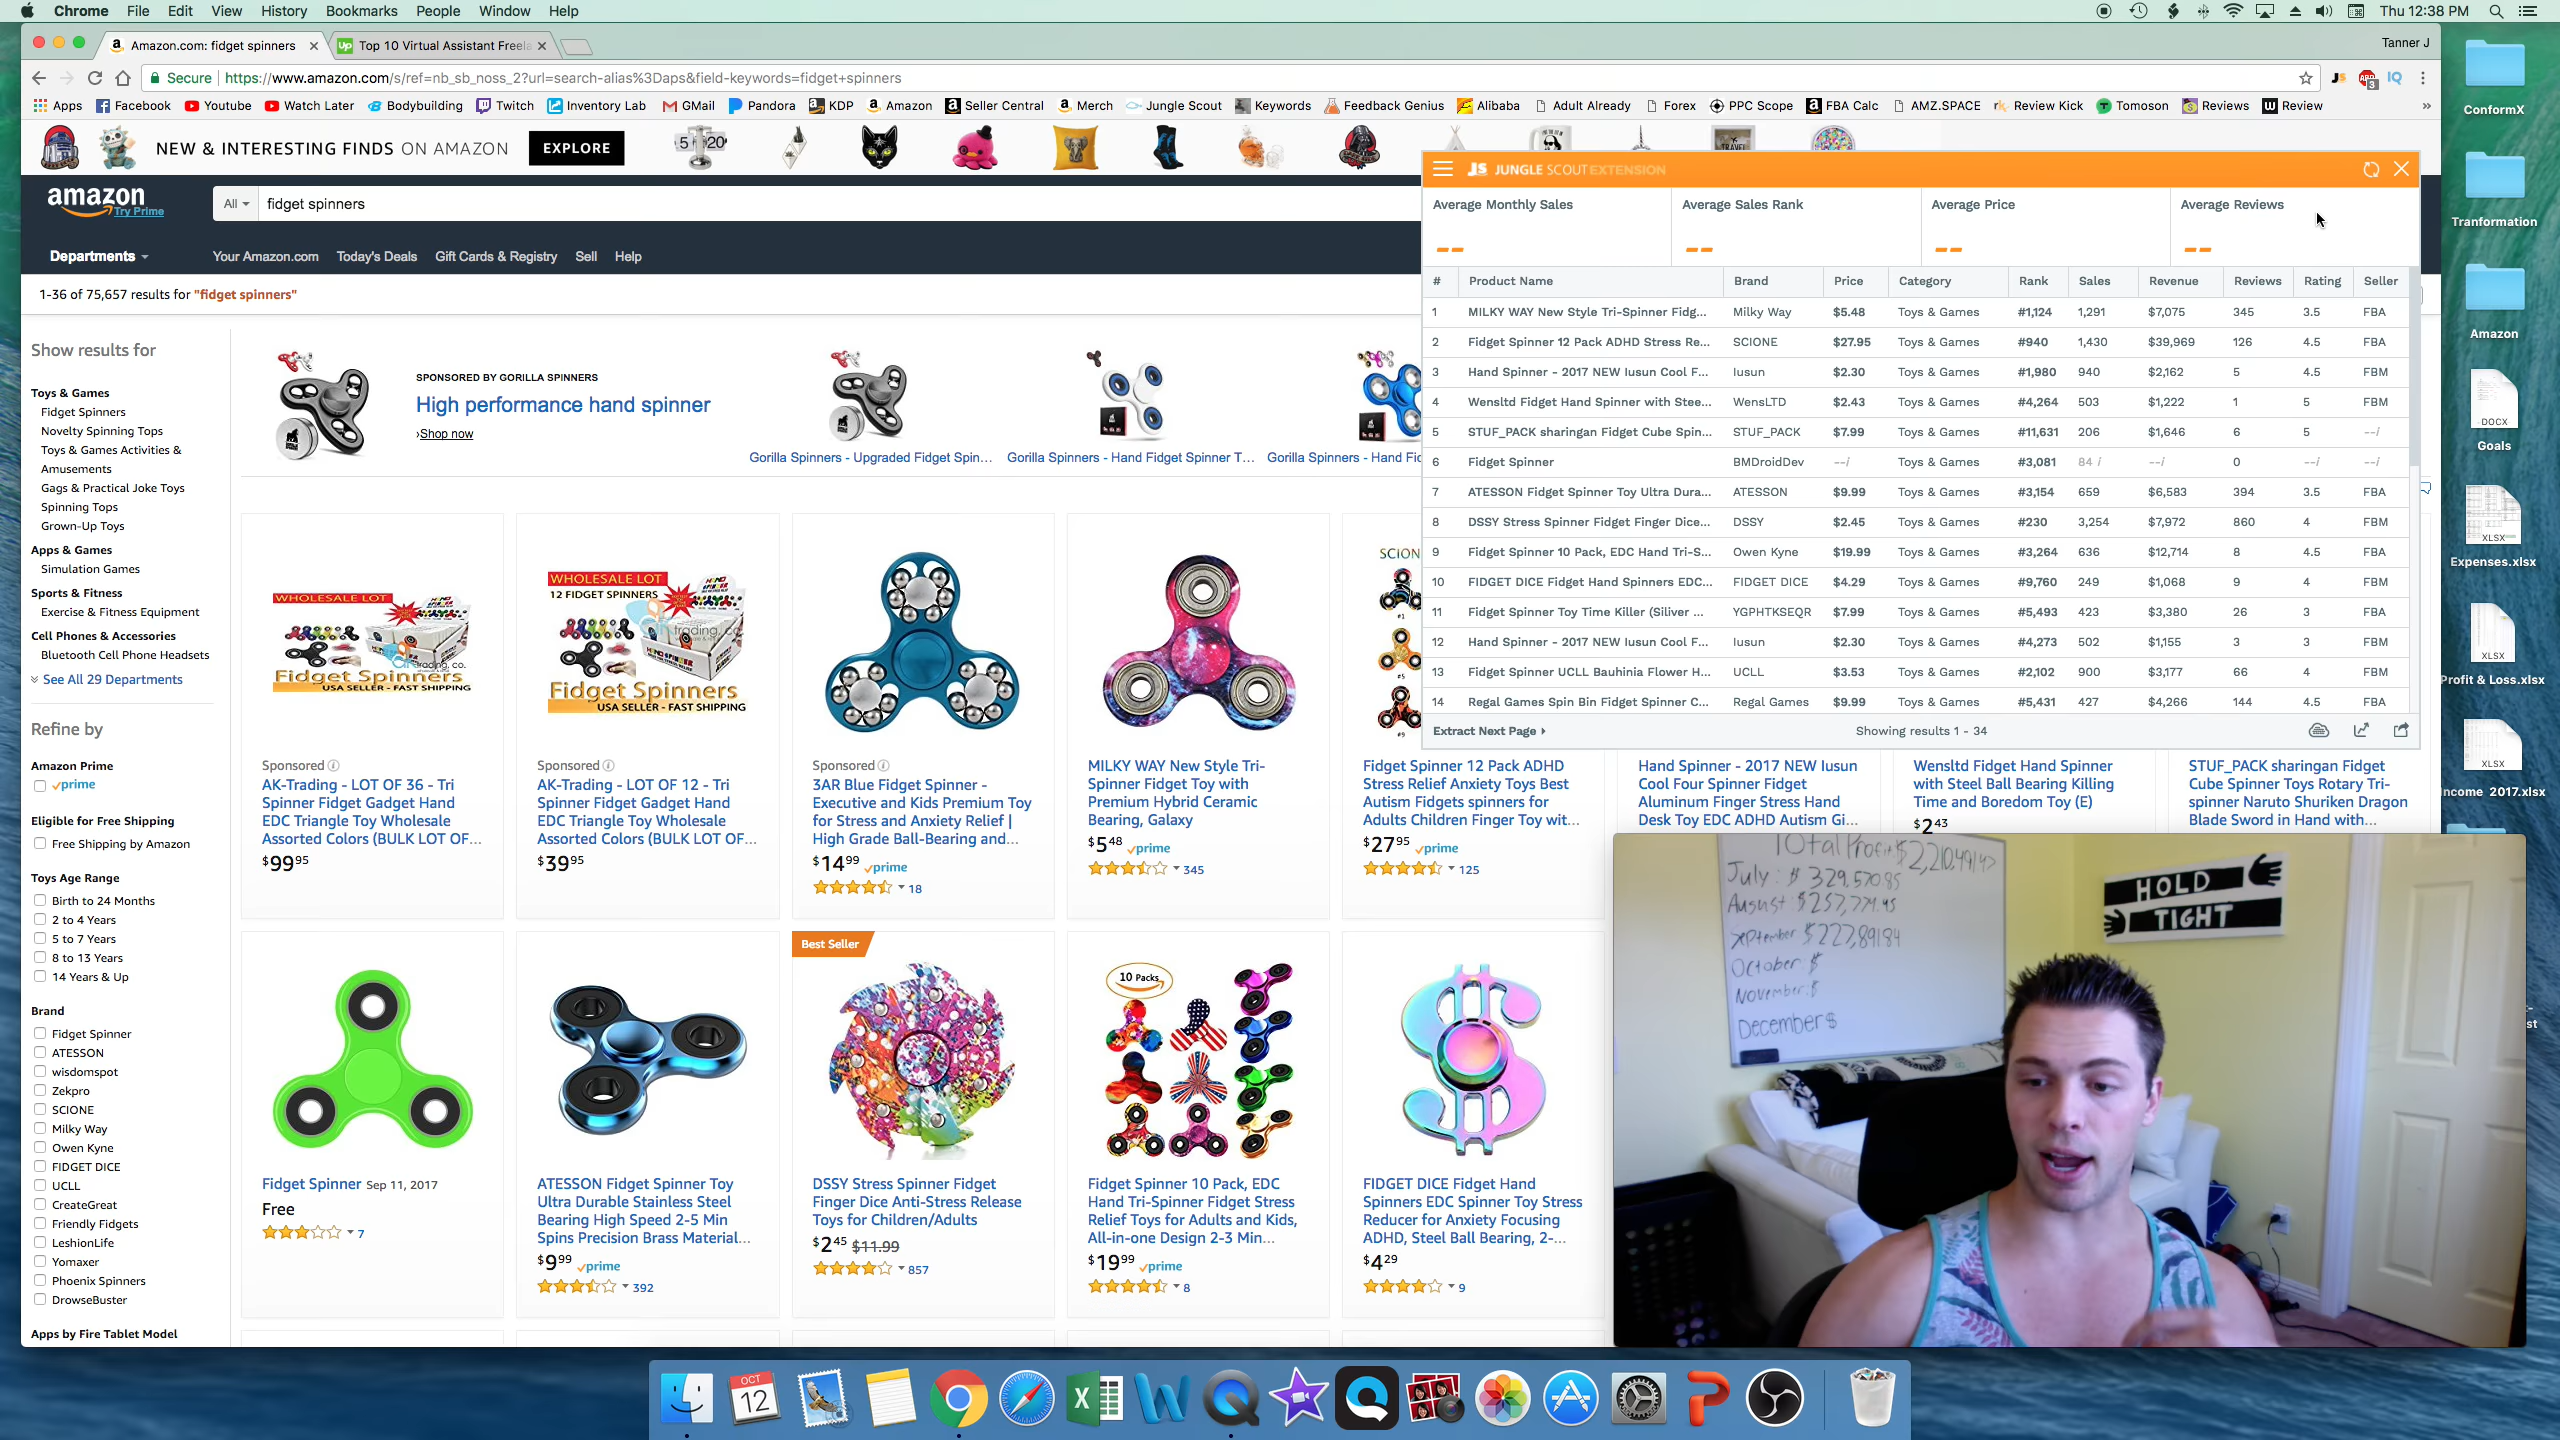 Chrome File Edit View History Bookmarks People Window Help
Thu 12:38 PM
Amazon.com: fidget spinners
Top 10 Virtual Assistant Freela
Tanner J
Secure https://www.amazon.com/s/ref=nb_sb_noss_2?url=search-alias%3Daps&field-keywords=fidget+spinners
Apps Facebook Youtube Watch Later Bodybuilding Twitch Inventory Lab GMail Pandora KDP Amazon Seller Central Merch Jungle Scout Keywords Feedback Genius Alibaba Adult Already Forex PPC Scope FBA Calc AMZ.SPACE Review Kick Tomoson Reviews Review
NEW & INTERESTING FINDS ON AMAZON EXPLORE
amazon
Try Prime
All fidget spinners
Departments Your Amazon.com Today's Deals Gift Cards & Registry Sell Help
1-36 of 75,657 results for "fidget spinners"
Show results for
Toys & Games
Fidget Spinners
Novelty Spinning Tops
Toys & Games Activities &
Amusements
Gags & Practical Joke Toys
Spinning Tops
Grown-Up Toys
Apps & Games
Simulation Games
Sports & Fitness
Exercise & Fitness Equipment
Cell Phones & Accessories
Bluetooth Cell Phone Headsets
See All 29 Departments
Refine by
Amazon Prime
prime
Eligible for Free Shipping
Free Shipping by Amazon
Toys Age Range
Birth to 24 Months
2 to 4 Years
5 to 7 Years
8 to 13 Years
14 Years & Up
Brand
Fidget Spinner
ATESSON
wisdomspot
Zekpro
SCIONE
Milky Way
Owen Kyne
FIDGET DICE
UCLL
CreateGreat
Friendly Fidgets
LeshionLife
Yomaxer
Phoenix Spinners
DrowseBuster
Apps by Fire Tablet Model
SPONSORED BY GORILLA SPINNERS
High performance hand spinner
›Shop now
Gorilla Spinners - Upgraded Fidget Spin...
Gorilla Spinners - Hand Fidget Spinner T...
Gorilla Spinners - Hand Fi
WHOLESALE LOT
Fidget Spinners
USA SELLER - FAST SHIPPING
Sponsored
AK-Trading - LOT OF 36 - Tri
Spinner Fidget Gadget Hand
EDC Triangle Toy Wholesale
Assorted Colors (BULK LOT OF...
$99 95
WHOLESALE LOT
12 FIDGET SPINNERS
Fidget Spinners
USA SELLER - FAST SHIPPING
Sponsored
AK-Trading - LOT OF 12 - Tri
Spinner Fidget Gadget Hand
EDC Triangle Toy Wholesale
Assorted Colors (BULK LOT OF...
$39 95
Sponsored
3AR Blue Fidget Spinner -
Executive and Kids Premium Toy
for Stress and Anxiety Relief |
High Grade Ball-Bearing and...
$14 99 prime
18
MILKY WAY New Style Tri-
Spinner Fidget Toy with
Premium Hybrid Ceramic
Bearing, Galaxy
$5 48 prime
345
SCION
#1
#5
#9
Fidget Spinner 12 Pack ADHD
Stress Relief Anxiety Toys Best
Autism Fidgets spinners for
Adults Children Finger Toy wit...
$27 95 prime
125
Hand Spinner - 2017 NEW Iusun
Cool Four Spinner Fidget
Aluminum Finger Stress Hand
Desk Toy EDC ADHD Autism Gi...
Wensltd Fidget Hand Spinner
with Steel Ball Bearing Killing
Time and Boredom Toy (E)
$2 43
STUF_PACK sharingan Fidget
Cube Spinner Toys Rotary Tri-
spinner Naruto Shuriken Dragon
Blade Sword in Hand with...
Fidget Spinner Sep 11, 2017
Free
7
ATESSON Fidget Spinner Toy
Ultra Durable Stainless Steel
Bearing High Speed 2-5 Min
Spins Precision Brass Material...
$9 99 prime
392
Best Seller
DSSY Stress Spinner Fidget
Finger Dice Anti-Stress Release
Toys for Children/Adults
$2 45 $11.99
857
10 Packs
Fidget Spinner 10 Pack, EDC
Hand Tri-Spinner Fidget Stress
Relief Toys for Adults and Kids,
All-in-one Design 2-3 Min...
$19 99 prime
8
FIDGET DICE Fidget Hand
Spinners EDC Spinner Toy Stress
Reducer for Anxiety Focusing
ADHD, Steel Ball Bearing, 2-...
$4 29
9
JS JUNGLE SCOUT EXTENSION
Average Monthly Sales Average Sales Rank Average Price Average Reviews
-- -- -- --
# Product Name Brand Price Category Rank Sales Revenue Reviews Rating Seller
1 MILKY WAY New Style Tri-Spinner Fidg... Milky Way $5.48 Toys & Games #1,124 1,291 $7,075 345 3.5 FBA
2 Fidget Spinner 12 Pack ADHD Stress Re... SCIONE $27.95 Toys & Games #940 1,430 $39,969 126 4.5 FBA
3 Hand Spinner - 2017 NEW Iusun Cool F... Iusun $2.30 Toys & Games #1,980 940 $2,162 5 4.5 FBM
4 Wensltd Fidget Hand Spinner with Stee... WensLTD $2.43 Toys & Games #4,264 503 $1,222 1 5 FBM
5 STUF_PACK sharingan Fidget Cube Spin... STUF_PACK $7.99 Toys & Games #11,631 206 $1,646 6 5 --/
6 Fidget Spinner BMDroidDev --/ Toys & Games #3,081 84 i --/ 0 --/ --/
7 ATESSON Fidget Spinner Toy Ultra Dura... ATESSON $9.99 Toys & Games #3,154 659 $6,583 394 3.5 FBA
8 DSSY Stress Spinner Fidget Finger Dice... DSSY $2.45 Toys & Games #230 3,254 $7,972 860 4 FBM
9 Fidget Spinner 10 Pack, EDC Hand Tri-S... Owen Kyne $19.99 Toys & Games #3,264 636 $12,714 8 4.5 FBA
10 FIDGET DICE Fidget Hand Spinners EDC... FIDGET DICE $4.29 Toys & Games #9,760 249 $1,068 9 4 FBM
11 Fidget Spinner Toy Time Killer (Siliver ... YGPHTKSEQR $7.99 Toys & Games #5,493 423 $3,380 26 3 FBA
12 Hand Spinner - 2017 NEW Iusun Cool F... Iusun $2.30 Toys & Games #4,273 502 $1,155 3 3 FBM
13 Fidget Spinner UCLL Bauhinia Flower H... UCLL $3.53 Toys & Games #2,102 900 $3,177 66 4 FBM
14 Regal Games Spin Bin Fidget Spinner C... Regal Games $9.99 Toys & Games #5,431 427 $4,266 144 4.5 FBA
Extract Next Page Showing results 1 - 34
ConformX
Tranformation
Amazon
DOCX
Goals
XLSX
Expenses.xlsx
XLSX
Profit & Loss.xlsx
XLSX
Income 2017.xlsx
Total Profit
July: $ 329,570.85
August: $257,774.45
September $227,891.84
October: $
November: $
December $
HOLD
TIGHT
OCT
12